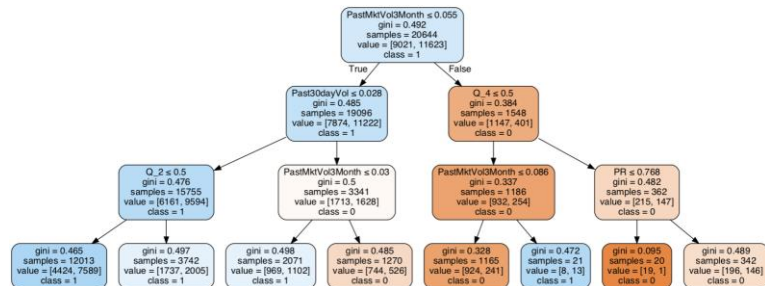 PastMktVol3Month ≤ 0.055
gini = 0.492
samples = 20644
value = [9021, 11623]
class = 1
True
False
Past30dayVol ≤ 0.028
gini = 0.485
samples = 19096
value = [7874, 11222]
class = 1
Q_4 ≤ 0.5
gini = 0.384
samples = 1548
value = [1147, 401]
class = 0
Q_2 ≤ 0.5
gini = 0.476
samples = 15755
value = [6161, 9594]
class = 1
PastMktVol3Month ≤ 0.03
gini = 0.5
samples = 3341
value = [1713, 1628]
class = 0
PastMktVol3Month ≤ 0.086
gini = 0.337
samples = 1186
value = [932, 254]
class = 0
PR ≤ 0.768
gini = 0.482
samples = 362
value = [215, 147]
class = 0
gini = 0.465
samples = 12013
value = [4424, 7589]
class = 1
gini = 0.497
samples = 3742
value = [1737, 2005]
class = 1
gini = 0.498
samples = 2071
value = [969, 1102]
class = 1
gini = 0.485
samples = 1270
value = [744, 526]
class = 0
gini = 0.328
samples = 1165
value = [924, 241]
class = 0
gini = 0.472
samples = 21
value = [8, 13]
class = 1
gini = 0.095
samples = 20
value = [19, 1]
class = 0
gini = 0.489
samples = 342
value = [196, 146]
class = 0